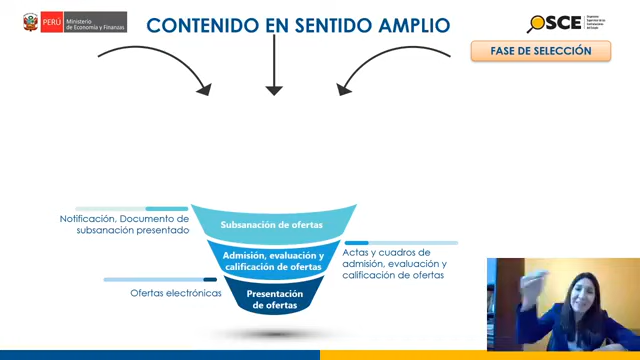 PERÚ
Ministerio
de Economía y Finanzas
CONTENIDO EN SENTIDO AMPLIO
OSCE
FASE DE SELECCIÓN
Notificación, Documento de
subsanación presentado
Subsanación de ofertas
Admisión, evaluación y
calificación de ofertas
Actas y cuadros de
admisión, evaluación y
calificación de ofertas
Ofertas electrónicas
Presentación
de ofertas